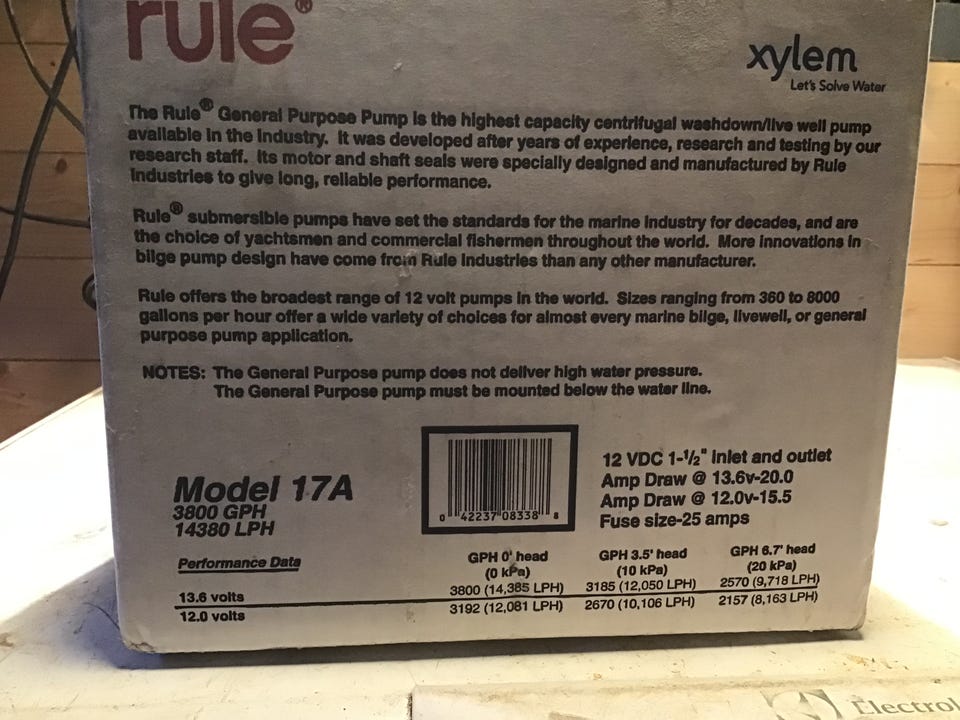 rule®
xylem
Let's Solve Water
The Rule® General Purpose Pump is the highest capacity centrifugal washdown/live well pump
available in the industry. It was developed after years of experience, research and testing by our
research staff. Its motor and shaft seals were specially designed and manufactured by Rule
Industries to give long, reliable performance.
Rule® submersible pumps have set the standards for the marine industry for decades, and are
the choice of yachtsmen and commercial fishermen throughout the world. More innovations in
bilge pump design have come from Rule Industries than any other manufacturer.
Rule offers the broadest range of 12 volt pumps in the world. Sizes ranging from 360 to 8000
gallons per hour offer a wide variety of choices for almost every marine bilge, livewell, or general
purpose pump application.
NOTES: The General Purpose pump does not deliver high water pressure.
The General Purpose pump must be mounted below the water line.
Model 17A
3800 GPH
14380 LPH
0 42237 08338 8
12 VDC 1-1/2" inlet and outlet
Amp Draw @ 13.6v-20.0
Amp Draw @ 12.0v-15.5
Fuse size-25 amps
Performance Data GPH 0' head GPH 3.5' head GPH 6.7' head
(0 kPa) (10 kPa) (20 kPa)
13.6 volts 3800 (14,385 LPH) 3185 (12,050 LPH) 2570 (9,718 LPH)
12.0 volts 3192 (12,081 LPH) 2670 (10,106 LPH) 2157 (8,163 LPH)